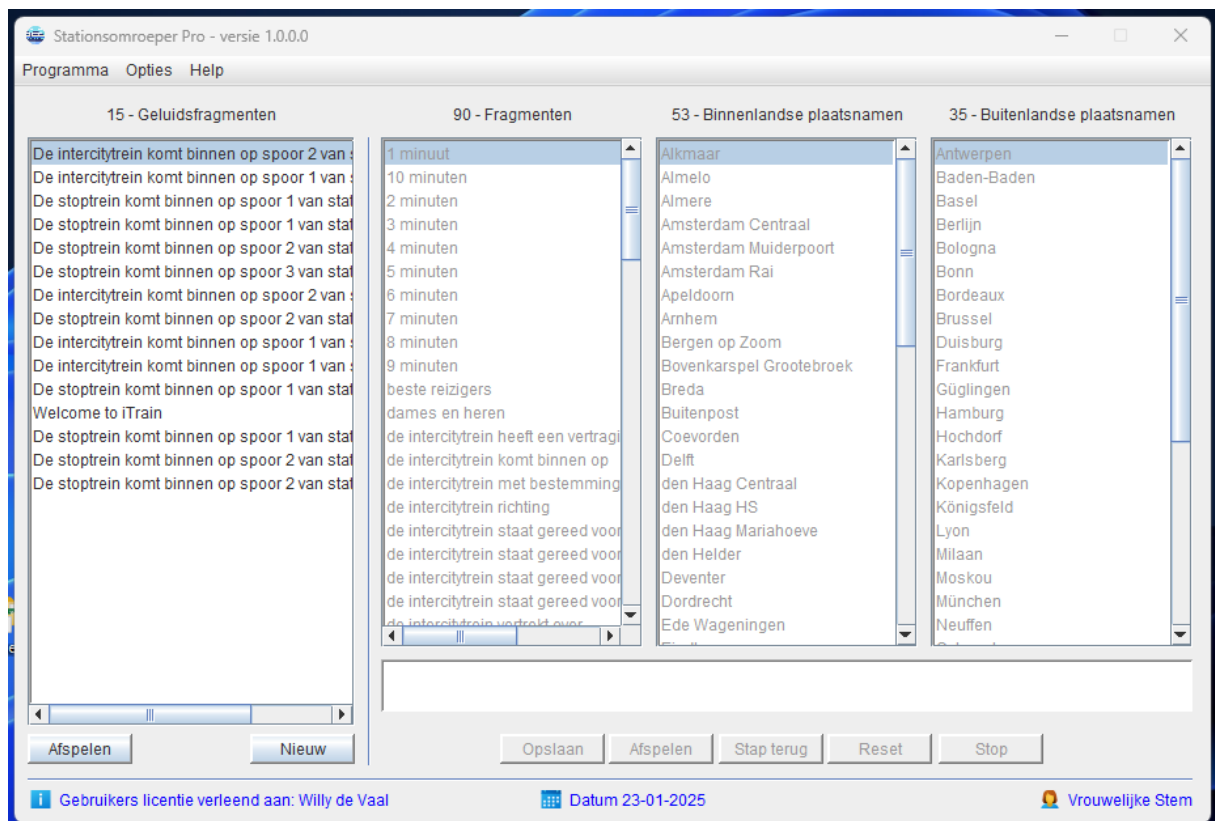 Stationsomroeper Pro - versie 1.0.0.0
Programma Opties Help
15 - Geluidsfragmenten
De intercitytrein komt binnen op spoor 2 van
De intercitytrein komt binnen op spoor 1 van
De stoptrein komt binnen op spoor 1 van stat
De stoptrein komt binnen op spoor 1 van stat
De stoptrein komt binnen op spoor 2 van stat
De stoptrein komt binnen op spoor 3 van stat
De intercitytrein komt binnen op spoor 2 van
De stoptrein komt binnen op spoor 2 van stat
De intercitytrein komt binnen op spoor 1 van
De intercitytrein komt binnen op spoor 1 van
De stoptrein komt binnen op spoor 1 van stat
Welcome to iTrain
De stoptrein komt binnen op spoor 1 van stat
De stoptrein komt binnen op spoor 2 van stat
De stoptrein komt binnen op spoor 2 van stat
Afspelen
Nieuw
90 - Fragmenten
1 minuut
10 minuten
2 minuten
3 minuten
4 minuten
5 minuten
6 minuten
7 minuten
8 minuten
9 minuten
beste reizigers
dames en heren
de intercitytrein heeft een vertragi
de intercitytrein komt binnen op
de intercitytrein met bestemming
de intercitytrein richting
de intercitytrein staat gereed voor
de intercitytrein staat gereed voor
de intercitytrein staat gereed voor
de intercitytrein staat gereed voor
de intercitytrein vertrekt over
53 - Binnenlandse plaatsnamen
Alkmaar
Almelo
Almere
Amsterdam Centraal
Amsterdam Muiderpoort
Amsterdam Rai
Apeldoorn
Arnhem
Bergen op Zoom
Bovenkarspel Grootebroek
Breda
Buitenpost
Coevorden
Delft
den Haag Centraal
den Haag HS
den Haag Mariahoeve
den Helder
Deventer
Dordrecht
Ede Wageningen
35 - Buitenlandse plaatsnamen
Antwerpen
Baden-Baden
Basel
Berlijn
Bologna
Bonn
Bordeaux
Brussel
Duisburg
Frankfurt
Güglingen
Hamburg
Hochdorf
Karlsberg
Kopenhagen
Königsfeld
Lyon
Milaan
Moskou
München
Neuffen
Opslaan
Afspelen
Stap terug
Reset
Stop
Gebruikers licentie verleend aan: Willy de Vaal
Datum 23-01-2025
Vrouwelijke Stem